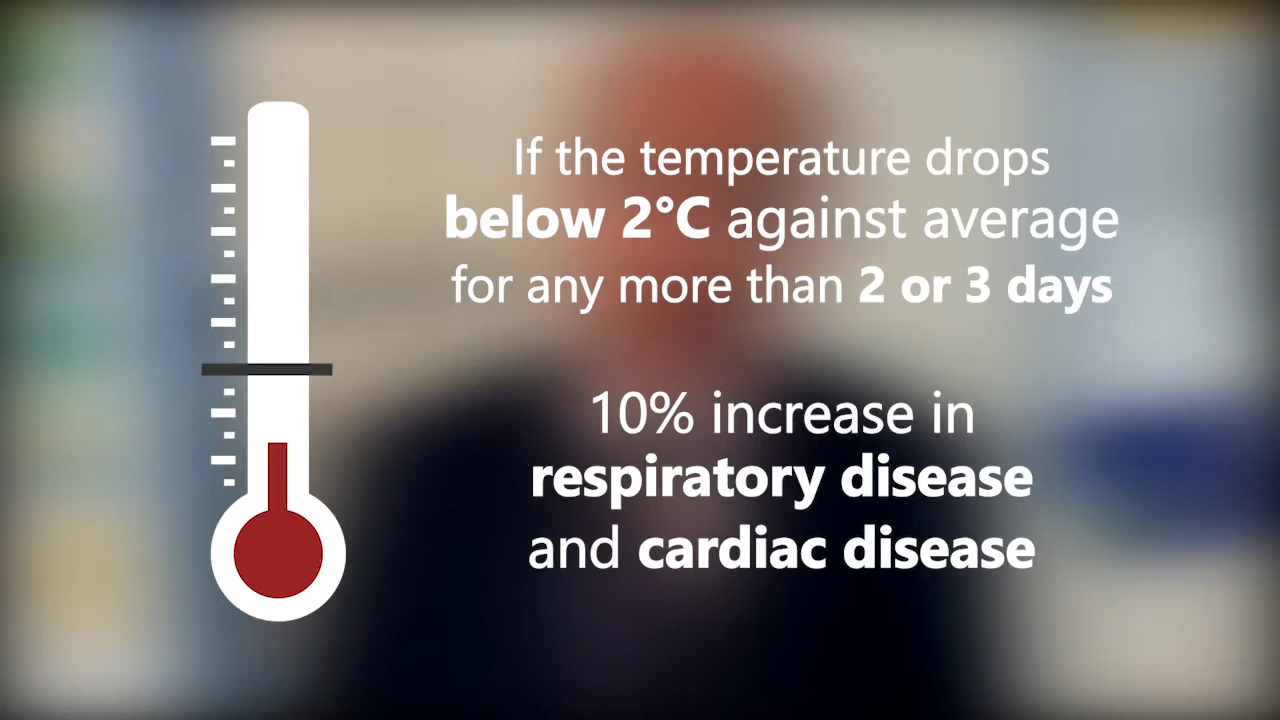 If the temperature drops
below 2°C against average
for any more than 2 or 3 days
10% increase in
respiratory disease
and cardiac disease